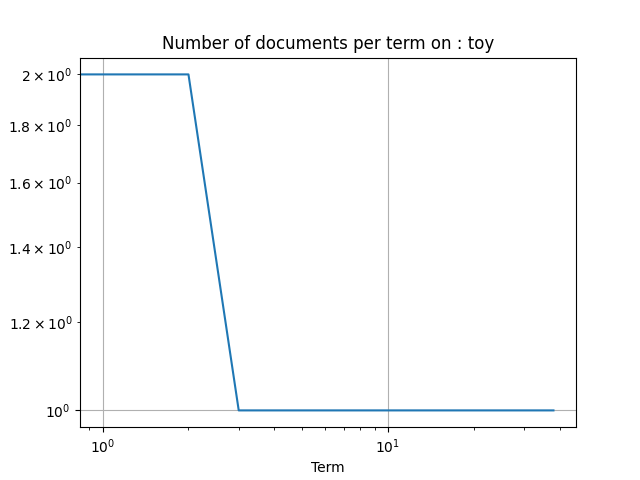 Number of documents per term on : toy
2 × 10⁰
1.8 × 10⁰
1.6 × 10⁰
1.4 × 10⁰
1.2 × 10⁰
10⁰
10⁰ 10¹
Term